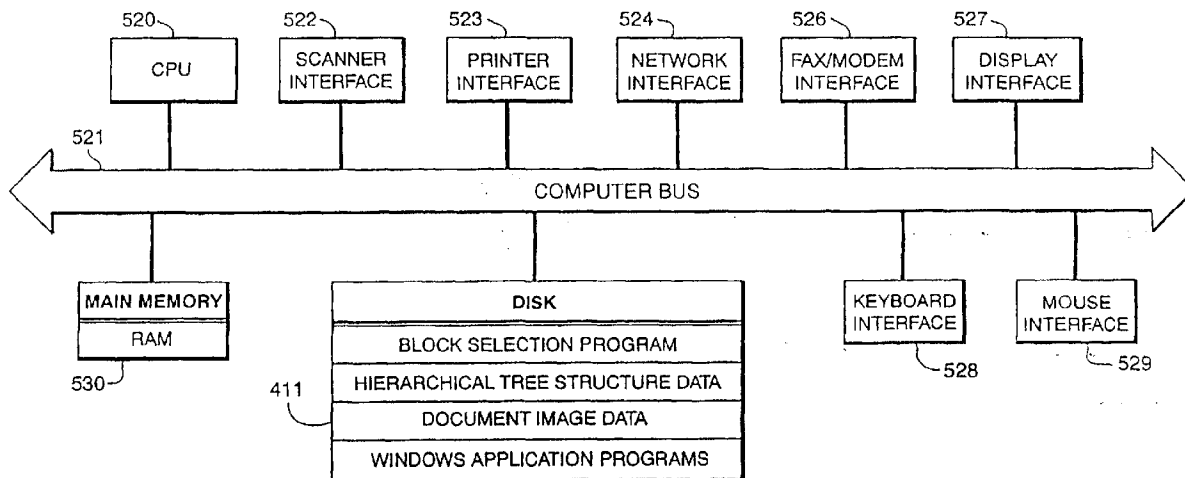 520
522
523
524
526
527
CPU
SCANNER
INTERFACE
PRINTER
INTERFACE
NETWORK
INTERFACE
FAX/MODEM
INTERFACE
DISPLAY
INTERFACE
521
COMPUTER BUS
MAIN MEMORY
RAM
530
DISK
BLOCK SELECTION PROGRAM
HIERARCHICAL TREE STRUCTURE DATA
DOCUMENT IMAGE DATA
WINDOWS APPLICATION PROGRAMS
411
KEYBOARD
INTERFACE
528
MOUSE
INTERFACE
529